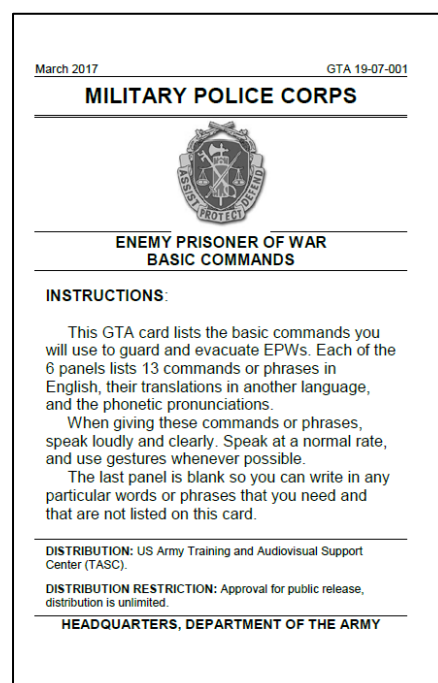 March 2017 GTA 19-07-001
MILITARY POLICE CORPS
ASSIST PROTECT DEFEND
ENEMY PRISONER OF WAR
BASIC COMMANDS
INSTRUCTIONS:
This GTA card lists the basic commands you
will use to guard and evacuate EPWs. Each of the
6 panels lists 13 commands or phrases in
English, their translations in another language,
and the phonetic pronunciations.
When giving these commands or phrases,
speak loudly and clearly. Speak at a normal rate,
and use gestures whenever possible.
The last panel is blank so you can write in any
particular words or phrases that you need and
that are not listed on this card.
DISTRIBUTION: US Army Training and Audiovisual Support
Center (TASC).
DISTRIBUTION RESTRICTION: Approval for public release,
distribution is unlimited.
HEADQUARTERS, DEPARTMENT OF THE ARMY